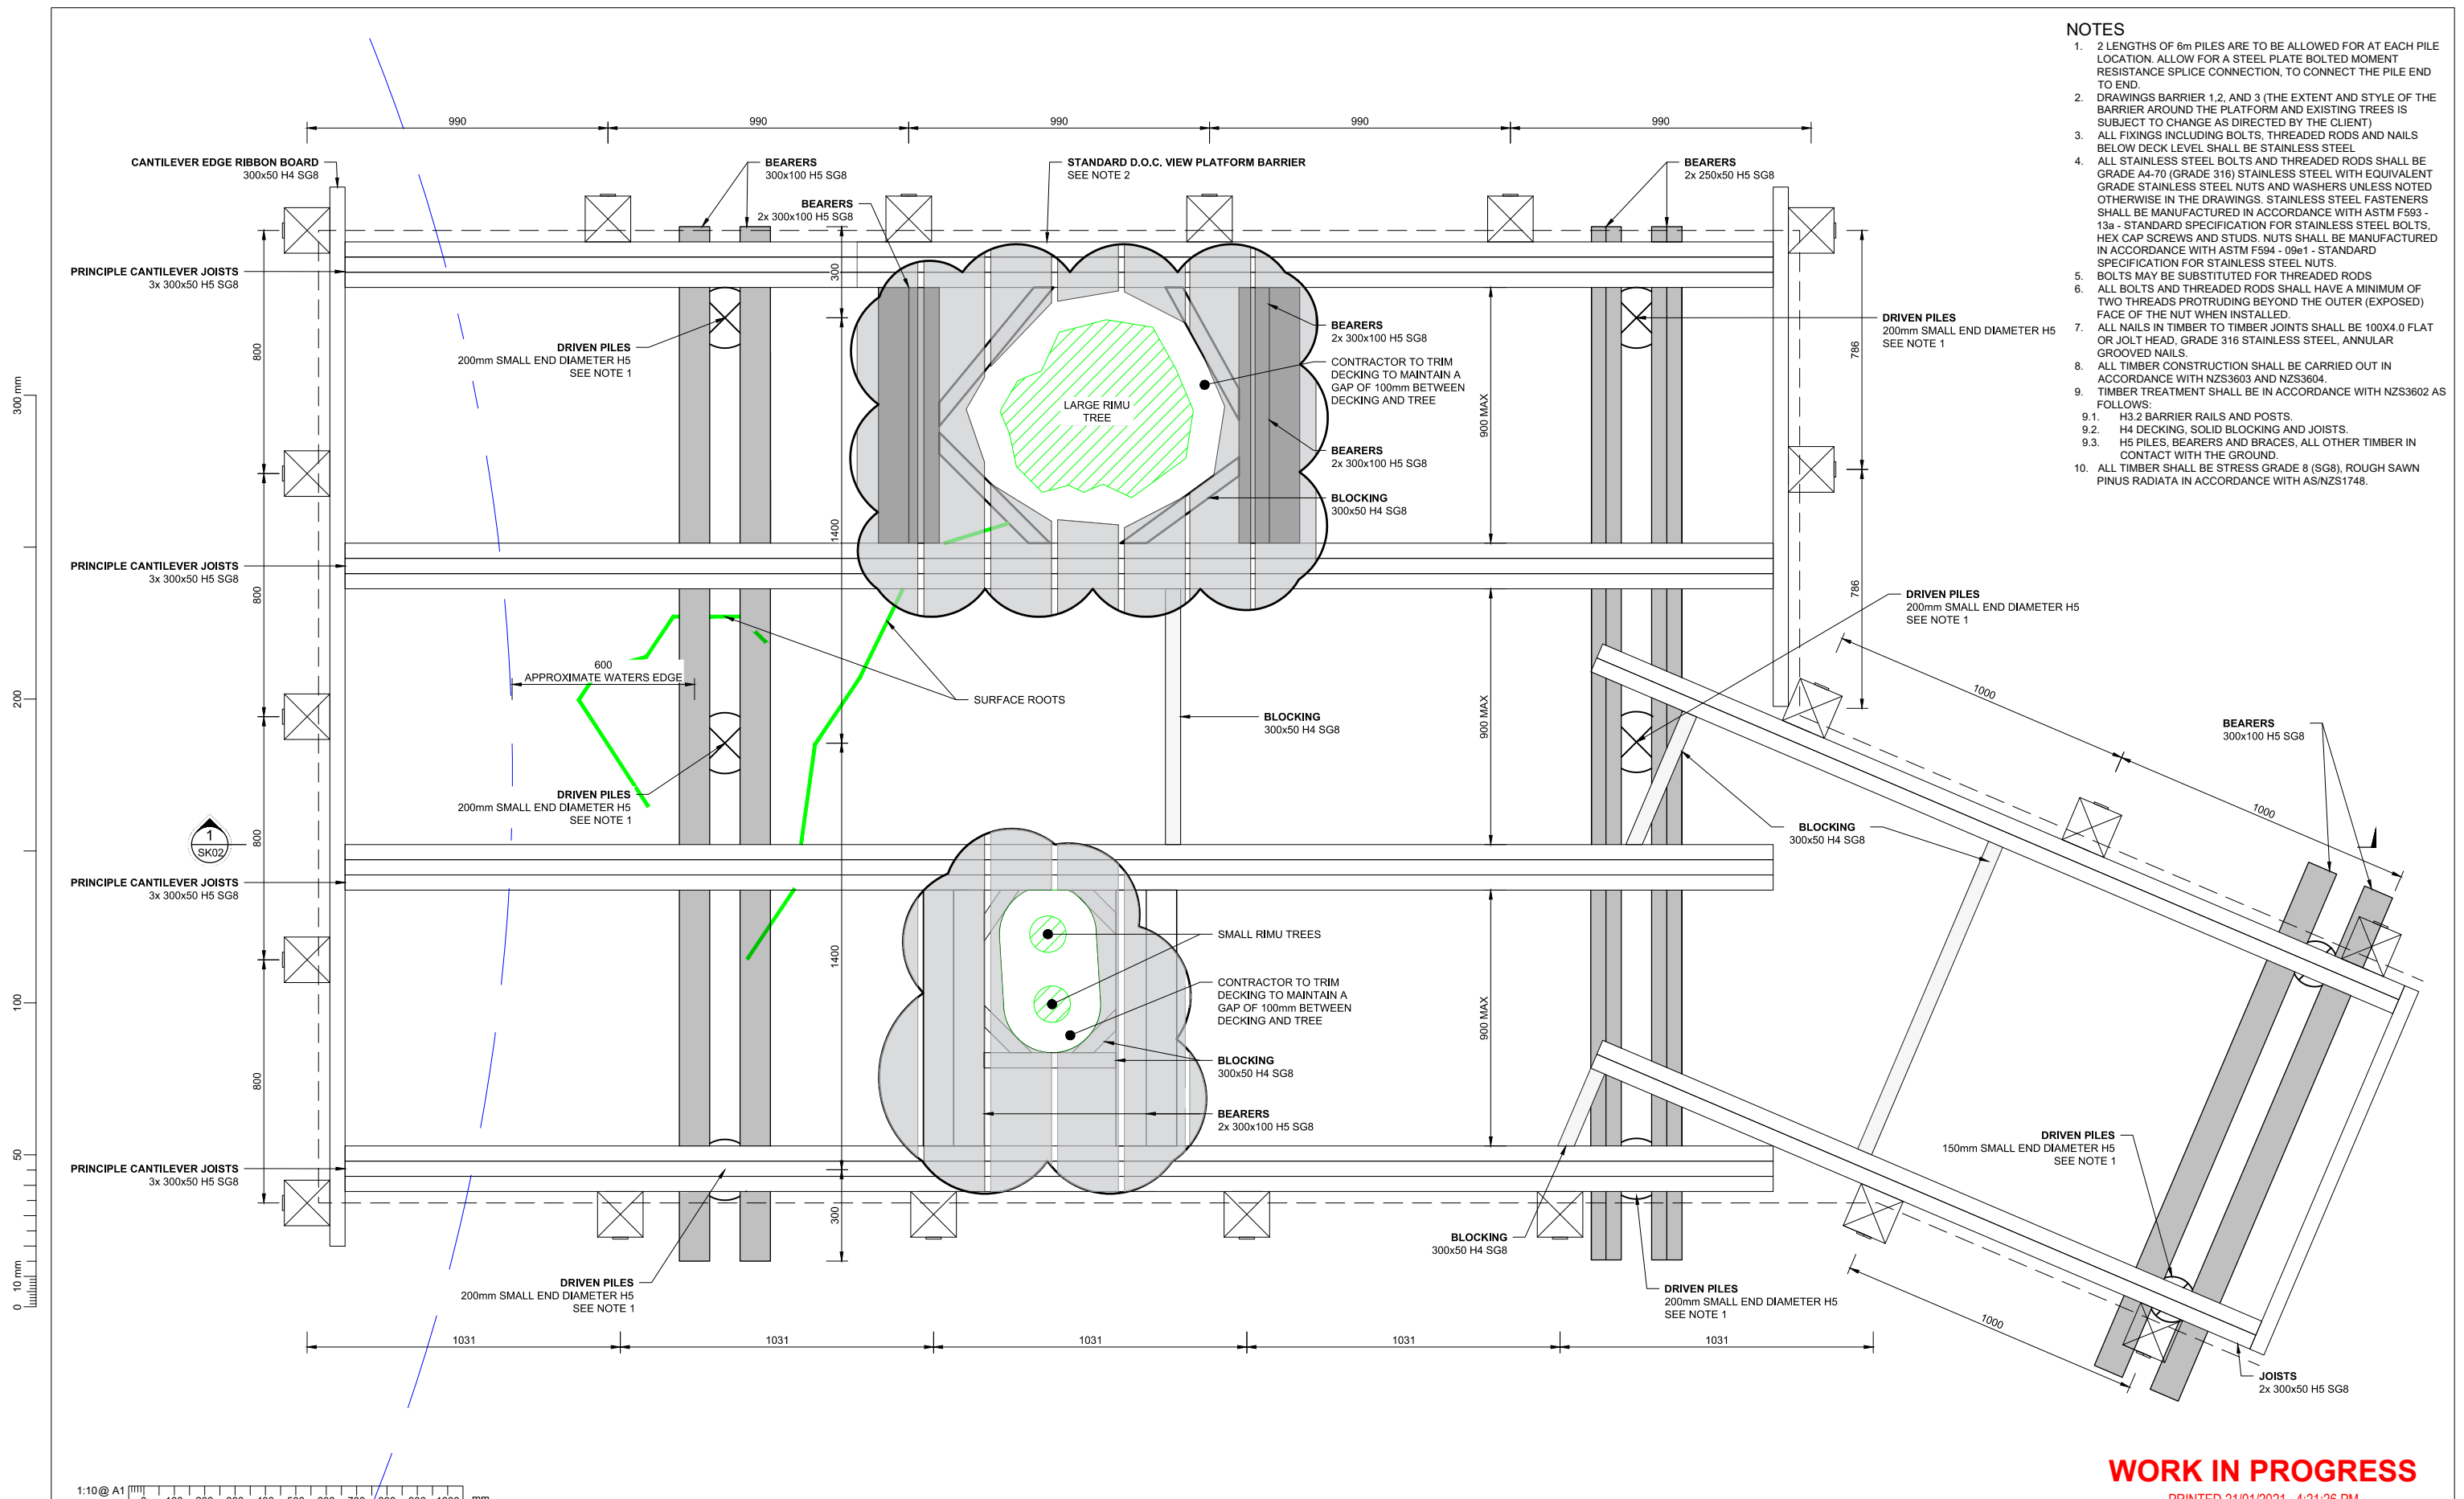 NOTES
1. 2 LENGTHS OF 6m PILES ARE TO BE ALLOWED FOR AT EACH PILE
LOCATION. ALLOW FOR A STEEL PLATE BOLTED MOMENT
RESISTANCE SPLICE CONNECTION, TO CONNECT THE PILE END
TO END.
2. DRAWINGS BARRIER 1,2, AND 3 (THE EXTENT AND STYLE OF THE
BARRIER AROUND THE PLATFORM AND EXISTING TREES IS
SUBJECT TO CHANGE AS DIRECTED BY THE CLIENT)
3. ALL FIXINGS INCLUDING BOLTS, THREADED RODS AND NAILS
BELOW DECK LEVEL SHALL BE STAINLESS STEEL
4. ALL STAINLESS STEEL BOLTS AND THREADED RODS SHALL BE
GRADE A4-70 (GRADE 316) STAINLESS STEEL WITH EQUIVALENT
GRADE STAINLESS STEEL NUTS AND WASHERS UNLESS NOTED
OTHERWISE IN THE DRAWINGS. STAINLESS STEEL FASTENERS
SHALL BE MANUFACTURED IN ACCORDANCE WITH ASTM F593 -
13a - STANDARD SPECIFICATION FOR STAINLESS STEEL BOLTS,
HEX CAP SCREWS AND STUDS. NUTS SHALL BE MANUFACTURED
IN ACCORDANCE WITH ASTM F594 - 09e1 - STANDARD
SPECIFICATION FOR STAINLESS STEEL NUTS.
5. BOLTS MAY BE SUBSTITUTED FOR THREADED RODS
6. ALL BOLTS AND THREADED RODS SHALL HAVE A MINIMUM OF
TWO THREADS PROTRUDING BEYOND THE OUTER (EXPOSED)
FACE OF THE NUT WHEN INSTALLED.
7. ALL NAILS IN TIMBER TO TIMBER JOINTS SHALL BE 100X4.0 FLAT
OR JOLT HEAD, GRADE 316 STAINLESS STEEL, ANNULAR
GROOVED NAILS.
8. ALL TIMBER CONSTRUCTION SHALL BE CARRIED OUT IN
ACCORDANCE WITH NZS3603 AND NZS3604.
9. TIMBER TREATMENT SHALL BE IN ACCORDANCE WITH NZS3602 AS
FOLLOWS:
9.1. H3.2 BARRIER RAILS AND POSTS.
9.2. H4 DECKING, SOLID BLOCKING AND JOISTS.
9.3. H5 PILES, BEARERS AND BRACES, ALL OTHER TIMBER IN
CONTACT WITH THE GROUND.
10. ALL TIMBER SHALL BE STRESS GRADE 8 (SG8), ROUGH SAWN
PINUS RADIATA IN ACCORDANCE WITH AS/NZS1748.
990
990
990
990
990
CANTILEVER EDGE RIBBON BOARD
300x50 H4 SG8
BEARERS
300x100 H5 SG8
BEARERS
2x 300x100 H5 SG8
STANDARD D.O.C. VIEW PLATFORM BARRIER
SEE NOTE 2
BEARERS
2x 250x50 H5 SG8
PRINCIPLE CANTILEVER JOISTS
3x 300x50 H5 SG8
300
DRIVEN PILES
200mm SMALL END DIAMETER H5
SEE NOTE 1
BEARERS
2x 300x100 H5 SG8
CONTRACTOR TO TRIM
DECKING TO MAINTAIN A
GAP OF 100mm BETWEEN
DECKING AND TREE
DRIVEN PILES
200mm SMALL END DIAMETER H5
SEE NOTE 1
800
786
LARGE RIMU
TREE
900 MAX
BEARERS
2x 300x100 H5 SG8
BLOCKING
300x50 H4 SG8
1400
PRINCIPLE CANTILEVER JOISTS
3x 300x50 H5 SG8
800
786
DRIVEN PILES
200mm SMALL END DIAMETER H5
SEE NOTE 1
600
APPROXIMATE WATERS EDGE
SURFACE ROOTS
BLOCKING
300x50 H4 SG8
900 MAX
1000
BEARERS
300x100 H5 SG8
1000
DRIVEN PILES
200mm SMALL END DIAMETER H5
SEE NOTE 1
BLOCKING
300x50 H4 SG8
1
SK02
800
PRINCIPLE CANTILEVER JOISTS
3x 300x50 H5 SG8
SMALL RIMU TREES
1400
CONTRACTOR TO TRIM
DECKING TO MAINTAIN A
GAP OF 100mm BETWEEN
DECKING AND TREE
900 MAX
800
BLOCKING
300x50 H4 SG8
BEARERS
2x 300x100 H5 SG8
DRIVEN PILES
150mm SMALL END DIAMETER H5
SEE NOTE 1
PRINCIPLE CANTILEVER JOISTS
3x 300x50 H5 SG8
300
BLOCKING
300x50 H4 SG8
DRIVEN PILES
200mm SMALL END DIAMETER H5
SEE NOTE 1
DRIVEN PILES
200mm SMALL END DIAMETER H5
SEE NOTE 1
1000
1031
1031
1031
1031
1031
JOISTS
2x 300x50 H5 SG8
300 mm
200
100
50
10 mm
0
1:10@ A1
0 100 200 300 400 500 600 700 800 900 1000 mm
WORK IN PROGRESS
PRINTED 21/01/2021 4:21:26 PM